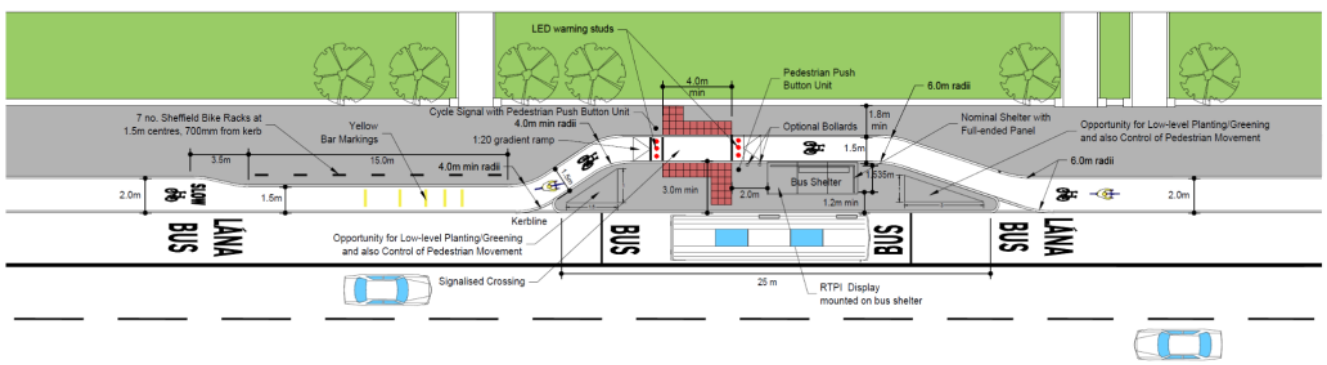 LED warning studs
4.0m
min
Pedestrian Push
Button Unit
6.0m radii
7 no. Sheffield Bike Racks at
1.5m centres, 700mm from kerb
Yellow
Bar Markings
Cycle Signal with Pedestrian Push Button Unit
4.0m min radii
1:20 gradient ramp
Optional Bollards
1.8m
min
Nominal Shelter with
Full-ended Panel
Opportunity for Low-level Planting/Greening
and also Control of Pedestrian Movement
3.5m
15.0m
4.0m min radii
1.5m
1.5m
6.0m radii
2.0m
SLOW
1.5m
3.0m min
2.0m
Bus Shelter
1.535m
1.2m min
2.0m
Kerbline
BUS
LÁNA
Opportunity for Low-level Planting/Greening
and also Control of Pedestrian Movement
BUS
BUS
BUS
LÁNA
Signalised Crossing
25 m
RTPI Display
mounted on bus shelter